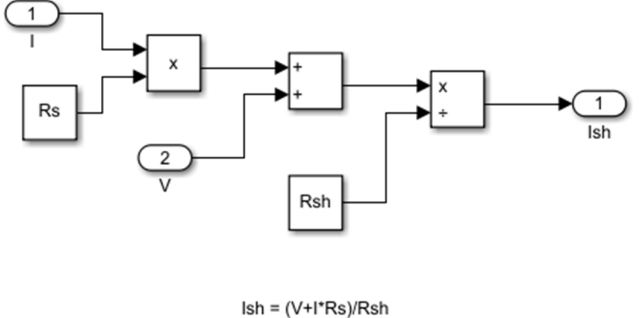 1
I
x
Rs
+
+
2
V
x
÷
1
Ish
Rsh
Ish = (V+I*Rs)/Rsh